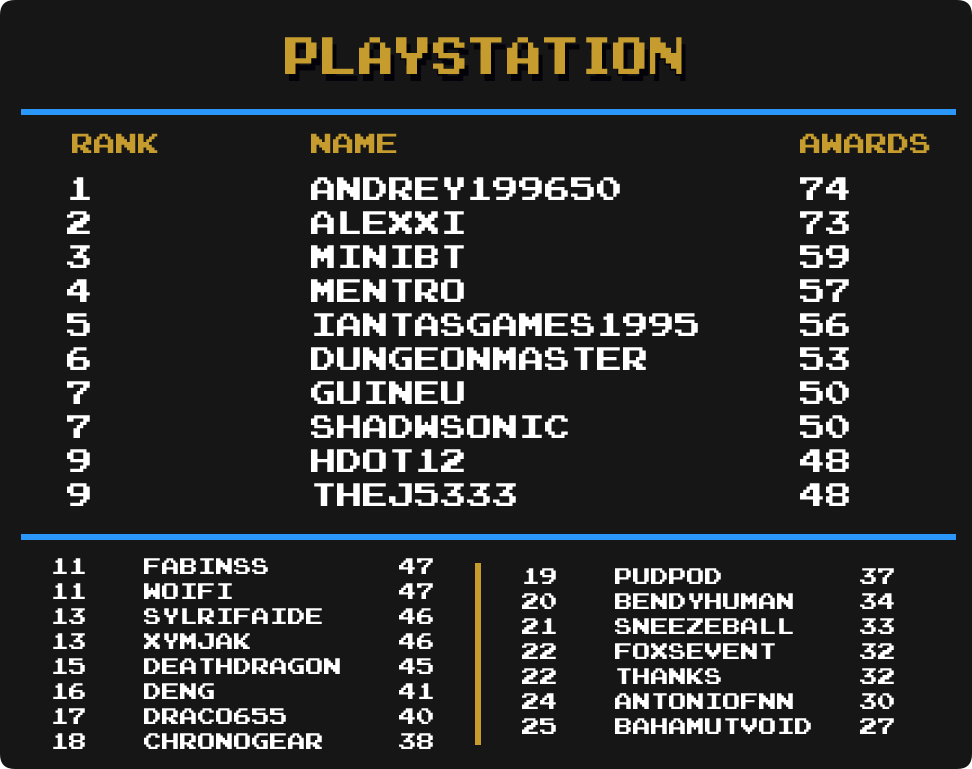 PLAYSTATION
RANK NAME AWARDS
1 ANDREY199650 74
2 ALEXXI 73
3 MINIBT 59
4 MENTRO 57
5 IANTASGAMES1995 56
6 DUNGEONMASTER 53
7 GUINEU 50
7 SHADWSONIC 50
9 HDOT12 48
9 THEJ5333 48
11 FABINSS 47
11 WOIFI 47
13 SYLRIFAIDE 46
13 XYMJAK 46
15 DEATHDRAGON 45
16 DENG 41
17 DRACO655 40
18 CHRONOGEAR 38
19 PUDPOD 37
20 BENDYHUMAN 34
21 SNEEZEBALL 33
22 FOXSEVENT 32
22 THANKS 32
24 ANTONIOFNN 30
25 BAHAMUTVOID 27